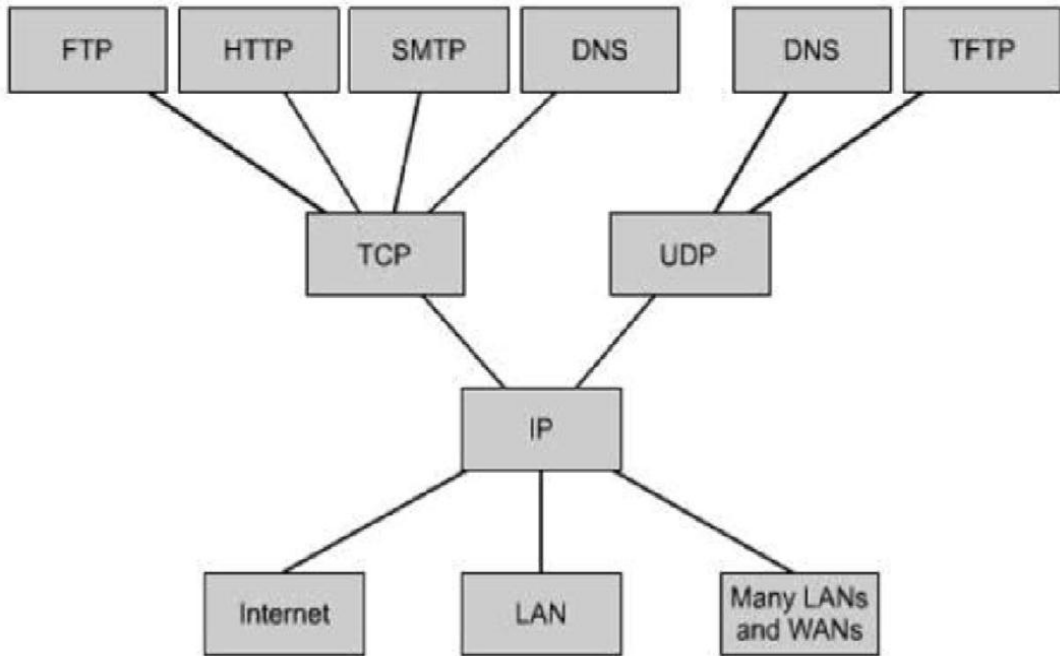 FTP
HTTP
SMTP
DNS
DNS
TFTP
TCP
UDP
IP
Internet
LAN
Many LANs
and WANs